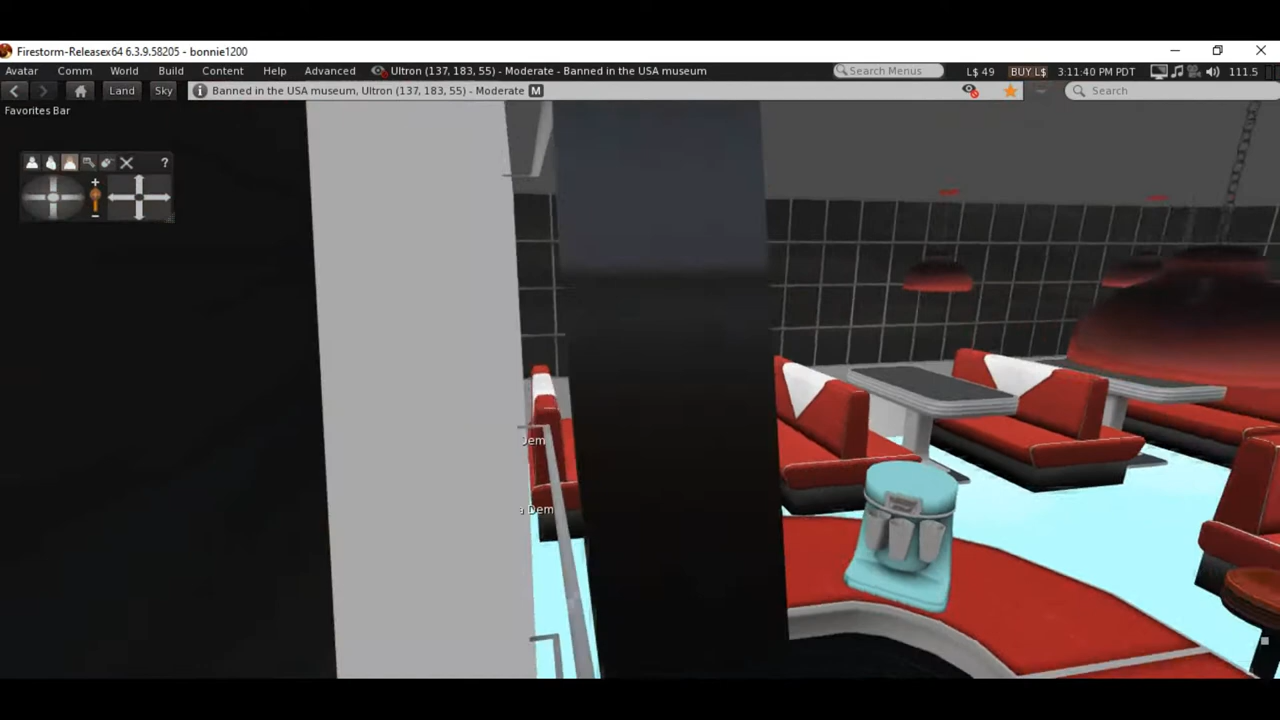 Firestorm-Releasex64 6.3.9.58205 - bonnie1200
Avatar Comm World Build Content Help Advanced Ultron (137, 183, 55) - Moderate - Banned in the USA museum Search Menus L$ 49 BUY L$ 3:11:40 PM PDT 111.5
Land Sky Banned in the USA museum, Ultron (137, 183, 55) - Moderate M Search
Favorites Bar
?
Dem
a Dem